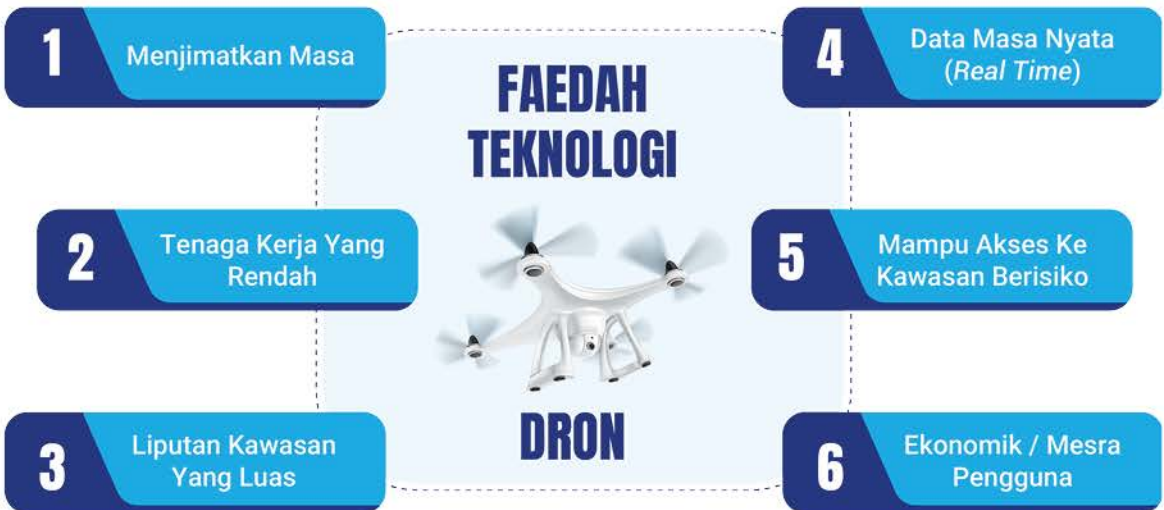 FAEDAH
TEKNOLOGI
DRON
1
Menjimatkan Masa
2
Tenaga Kerja Yang
Rendah
3
Liputan Kawasan
Yang Luas
4
Data Masa Nyata
(Real Time)
5
Mampu Akses Ke
Kawasan Berisiko
6
Ekonomik / Mesra
Pengguna